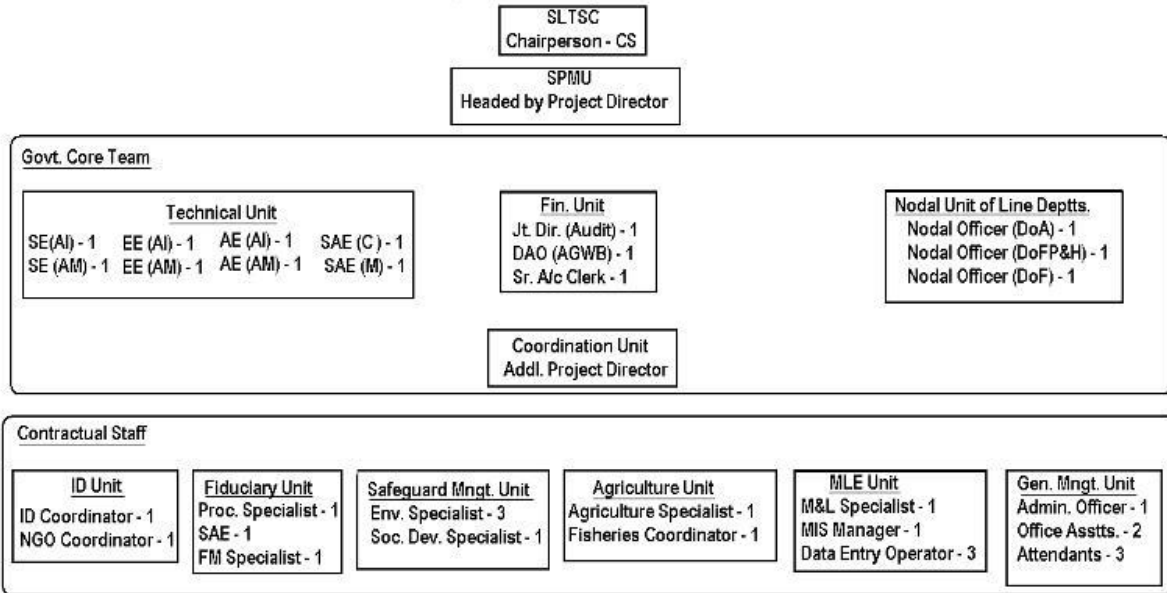 SLTSC
Chairperson - CS
SPMU
Headed by Project Director
Govt. Core Team
Technical Unit
SE(AI) - 1 EE (AI) - 1 AE (AI) - 1 SAE (C ) - 1
SE (AM) - 1 EE (AM) - 1 AE (AM) - 1 SAE (M) - 1
Fin. Unit
Jt. Dir. (Audit) - 1
DAO (AGWB) - 1
Sr. A/c Clerk - 1
Nodal Unit of Line Deptts.
Nodal Officer (DoA) - 1
Nodal Officer (DoFP&H) - 1
Nodal Officer (DoF) - 1
Coordination Unit
Addl. Project Director
Contractual Staff
ID Unit
ID Coordinator - 1
NGO Coordinator - 1
Fiduciary Unit
Proc. Specialist - 1
SAE - 1
FM Specialist - 1
Safeguard Mngt. Unit
Env. Specialist - 3
Soc. Dev. Specialist - 1
Agriculture Unit
Agriculture Specialist - 1
Fisheries Coordinator - 1
MLE Unit
M&L Specialist - 1
MIS Manager - 1
Data Entry Operator - 3
Gen. Mngt. Unit
Admin. Officer - 1
Office Asstts. - 2
Attendants - 3